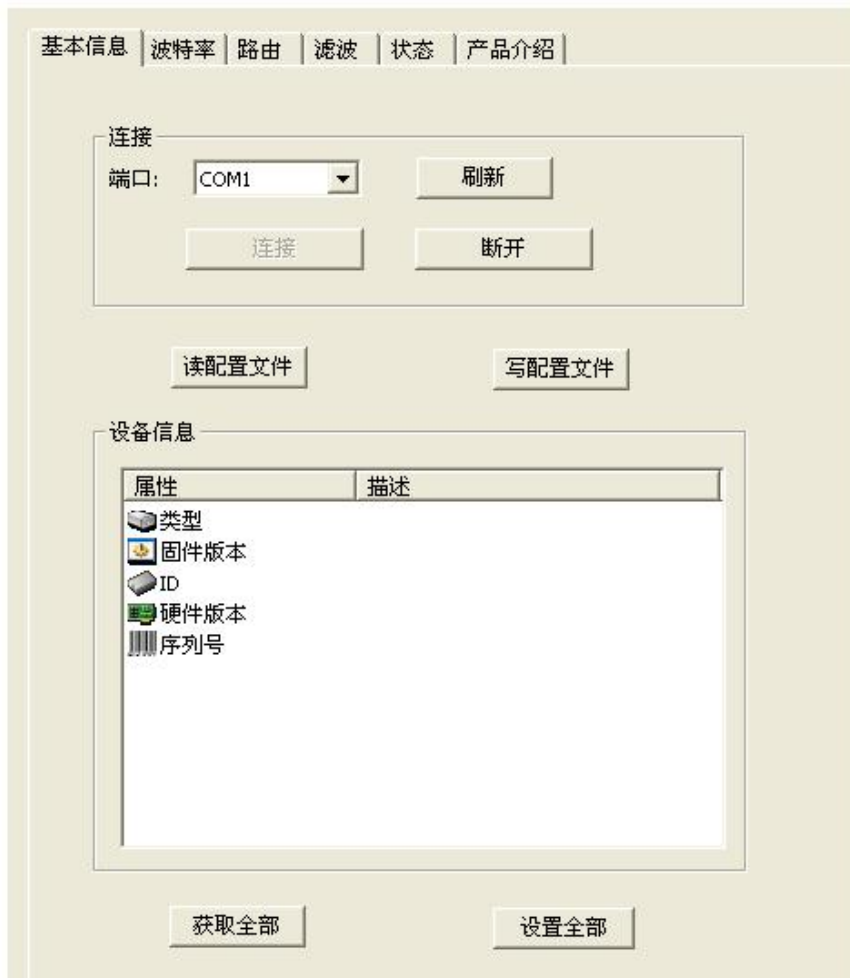 基本信息 波特率 路由 滤波 状态 产品介绍
连接
端口: COM1 刷新
连接 断开
读配置文件 写配置文件
设备信息
属性 描述
类型
固件版本
ID
硬件版本
序列号
获取全部 设置全部